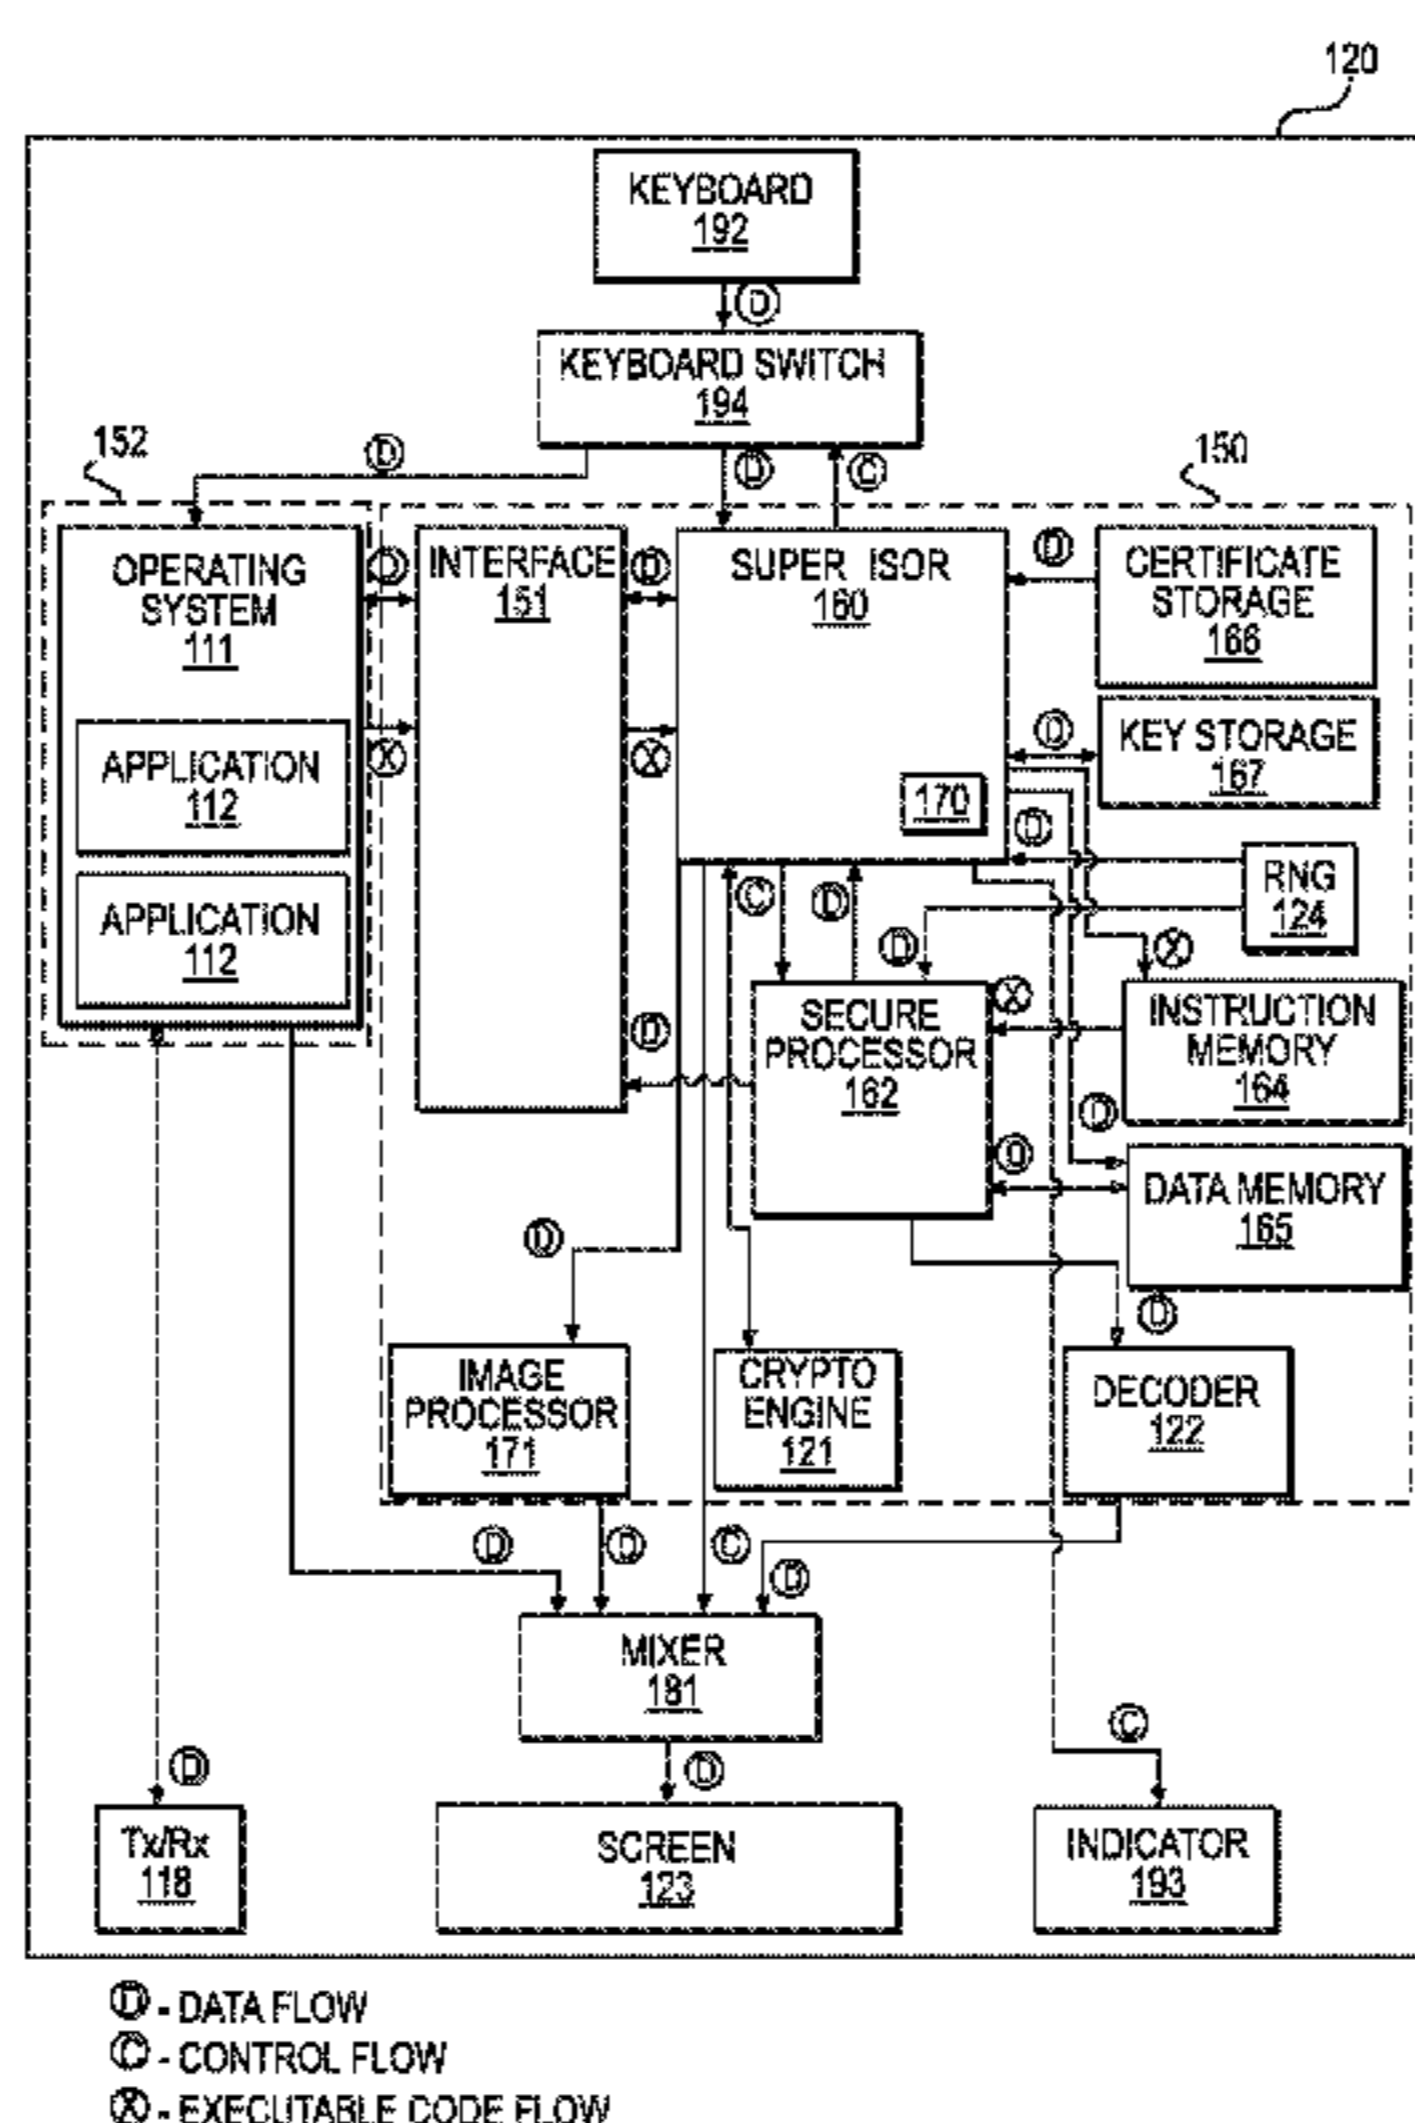 120
KEYBOARD
192
D
KEYBOARD SWITCH
194
152
D
D
C
150
OPERATING
SYSTEM
111
D
INTERFACE
151
D
SUPER ISOR
160
D
CERTIFICATE
STORAGE
166
APPLICATION
112
X
X
170
D
KEY STORAGE
167
D
APPLICATION
112
C
D
D
RNG
124
X
D
SECURE
PROCESSOR
162
X
INSTRUCTION
MEMORY
164
D
D
DATA MEMORY
165
D
D
IMAGE
PROCESSOR
171
CRYPTO
ENGINE
121
DECODER
122
D
D
C
D
MIXER
181
C
D
D
Tx/Rx
118
SCREEN
123
INDICATOR
193
D - DATA FLOW
C - CONTROL FLOW
X - EXECUTABLE CODE FLOW